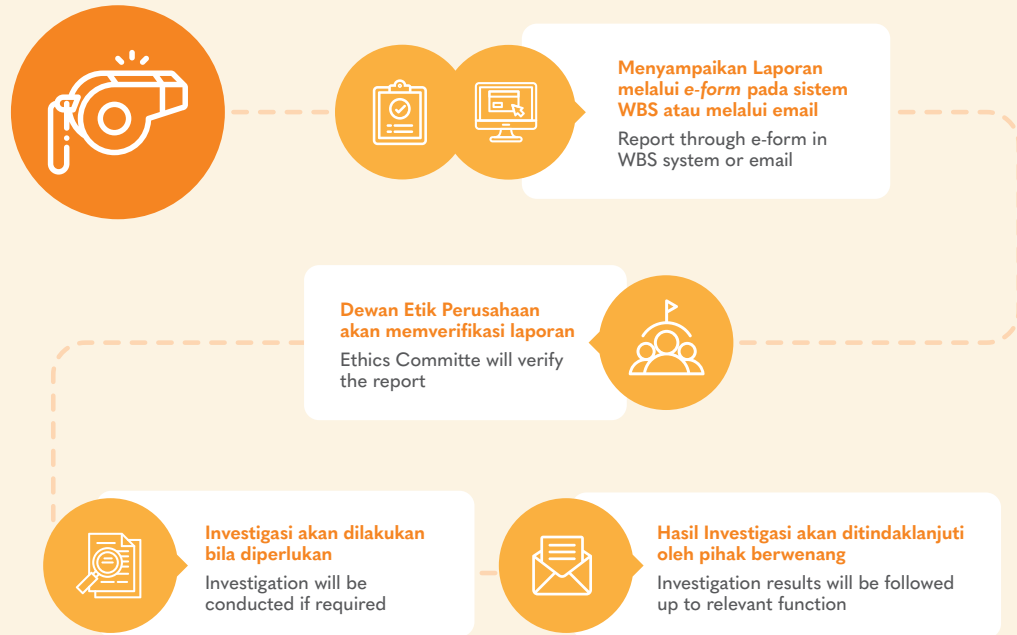 Menyampaikan Laporan
melalui e-form pada sistem
WBS atau melalui email
Report through e-form in
WBS system or email
Dewan Etik Perusahaan
akan memverifikasi laporan
Ethics Committe will verify
the report
Investigasi akan dilakukan
bila diperlukan
Investigation will be
conducted if required
Hasil Investigasi akan ditindaklanjuti
oleh pihak berwenang
Investigation results will be followed
up to relevant function